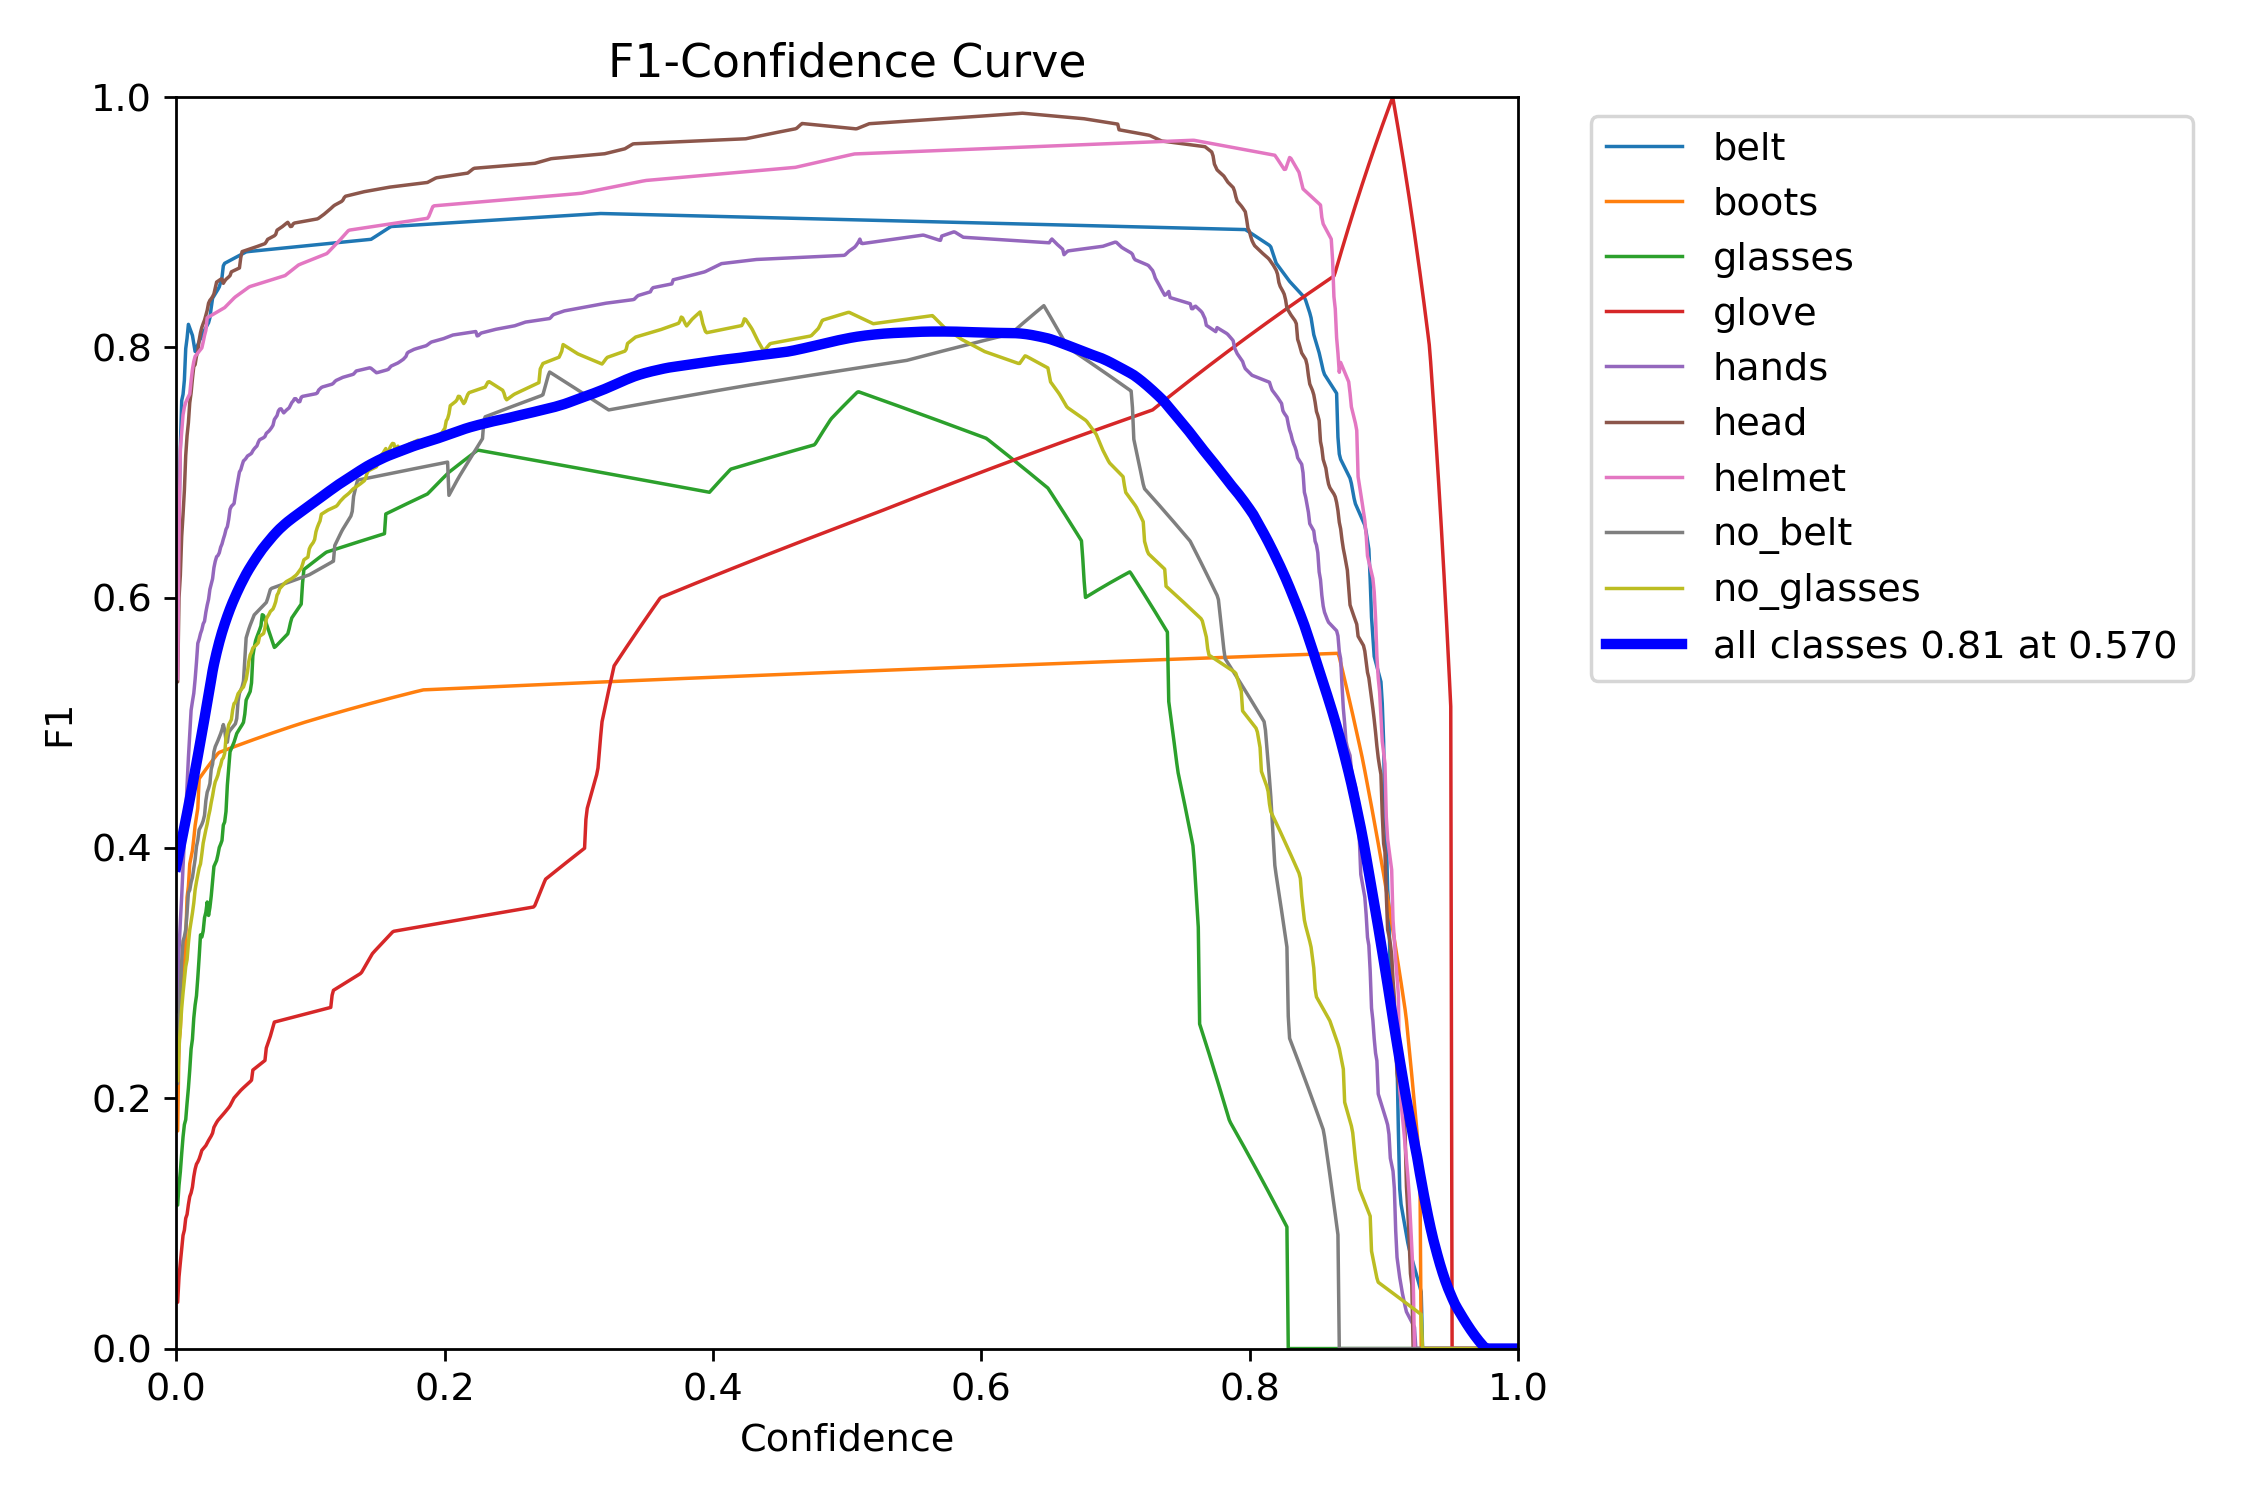 F1-Confidence Curve
1.0
0.8
0.6
0.4
0.2
0.0
F1
0.0 0.2 0.4 0.6 0.8 1.0
Confidence
belt
boots
glasses
glove
hands
head
helmet
no_belt
no_glasses
all classes 0.81 at 0.570